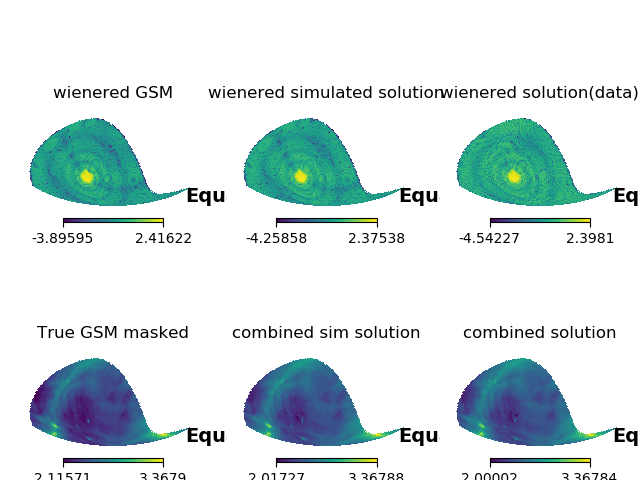 wienered GSM
wienered simulated solution
wienered solution(data)
Equ
Equ
Eq
-3.89595 2.41622
-4.25858 2.37538
-4.54227 2.3981
True GSM masked
combined sim solution
combined solution
Equ
Equ
Eq
2.11571 3.3679
2.01727 3.36788
2.00002 3.36784